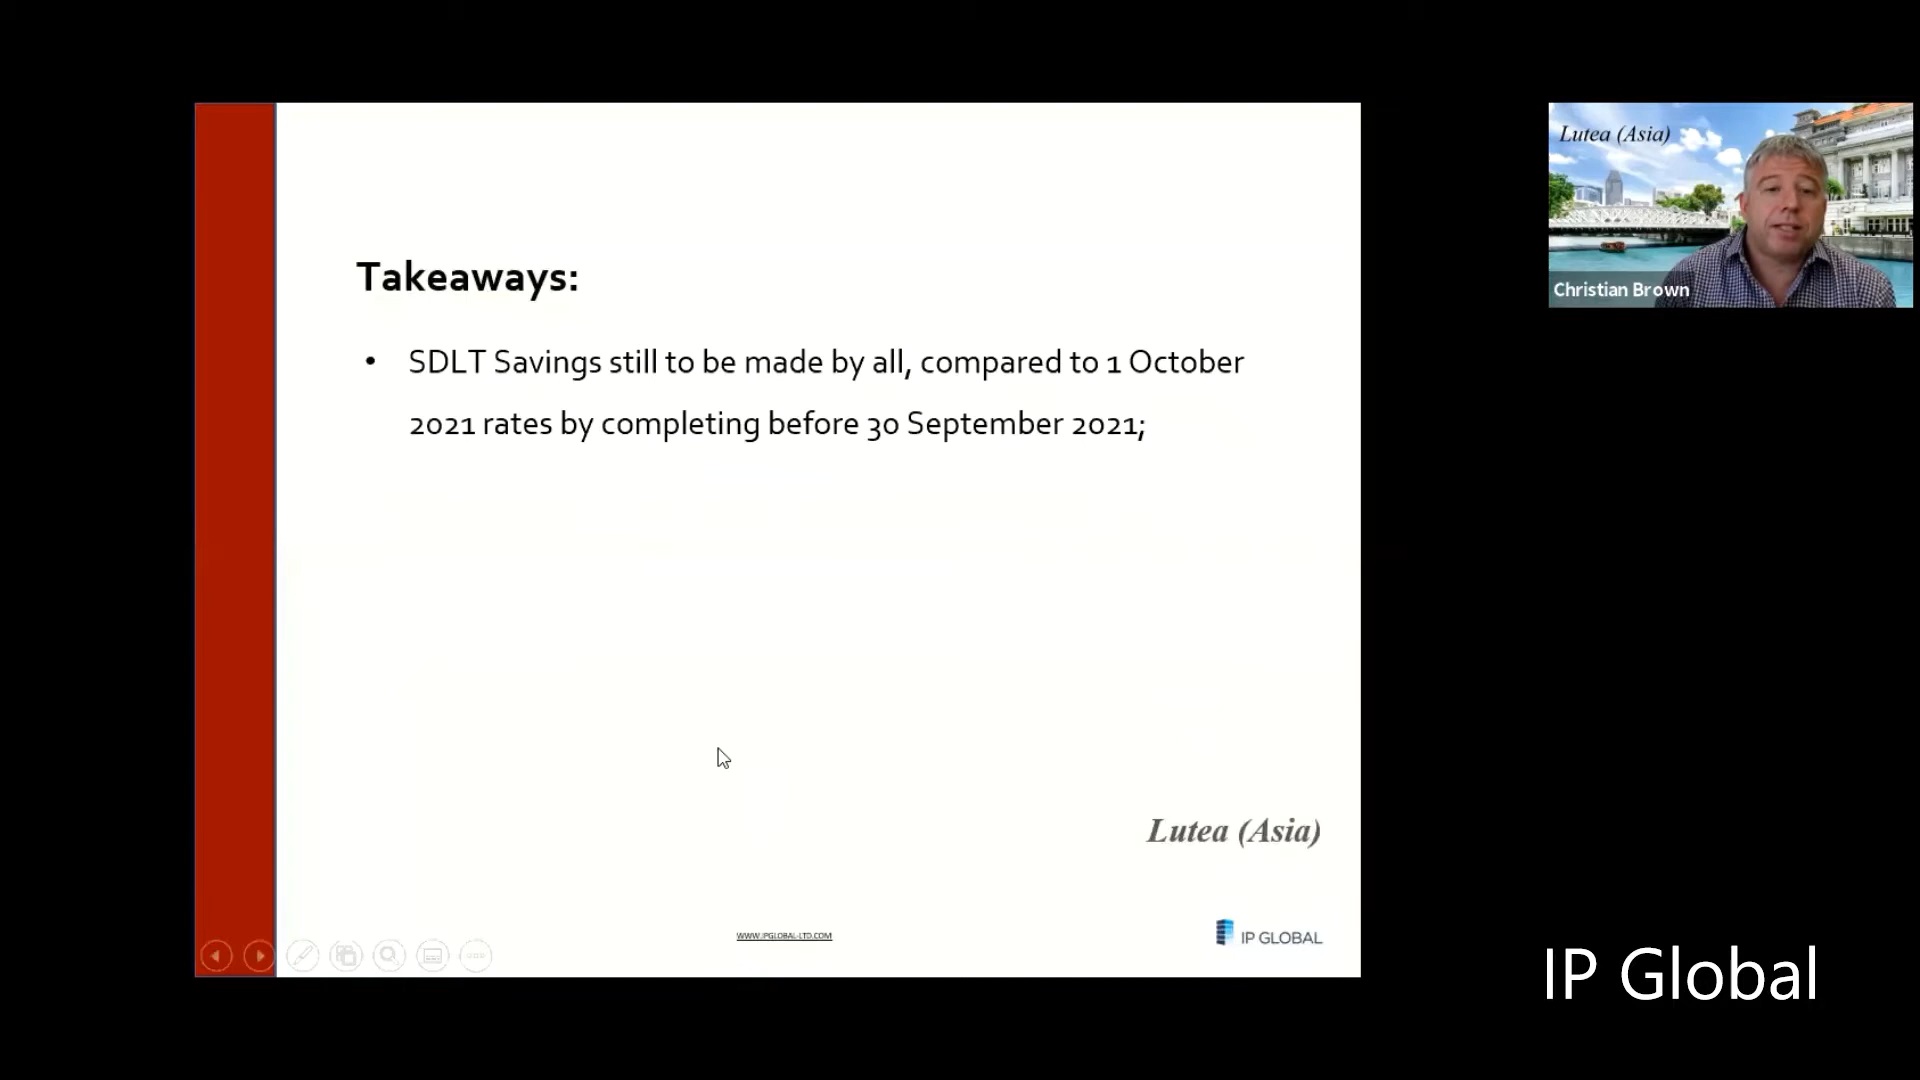 Takeaways:
• SDLT Savings still to be made by all, compared to 1 October
2021 rates by completing before 30 September 2021;
Lutea (Asia)
WWW.IPGLOBAL-LTD.COM
IP GLOBAL
Lutea (Asia)
Christian Brown
IP Global